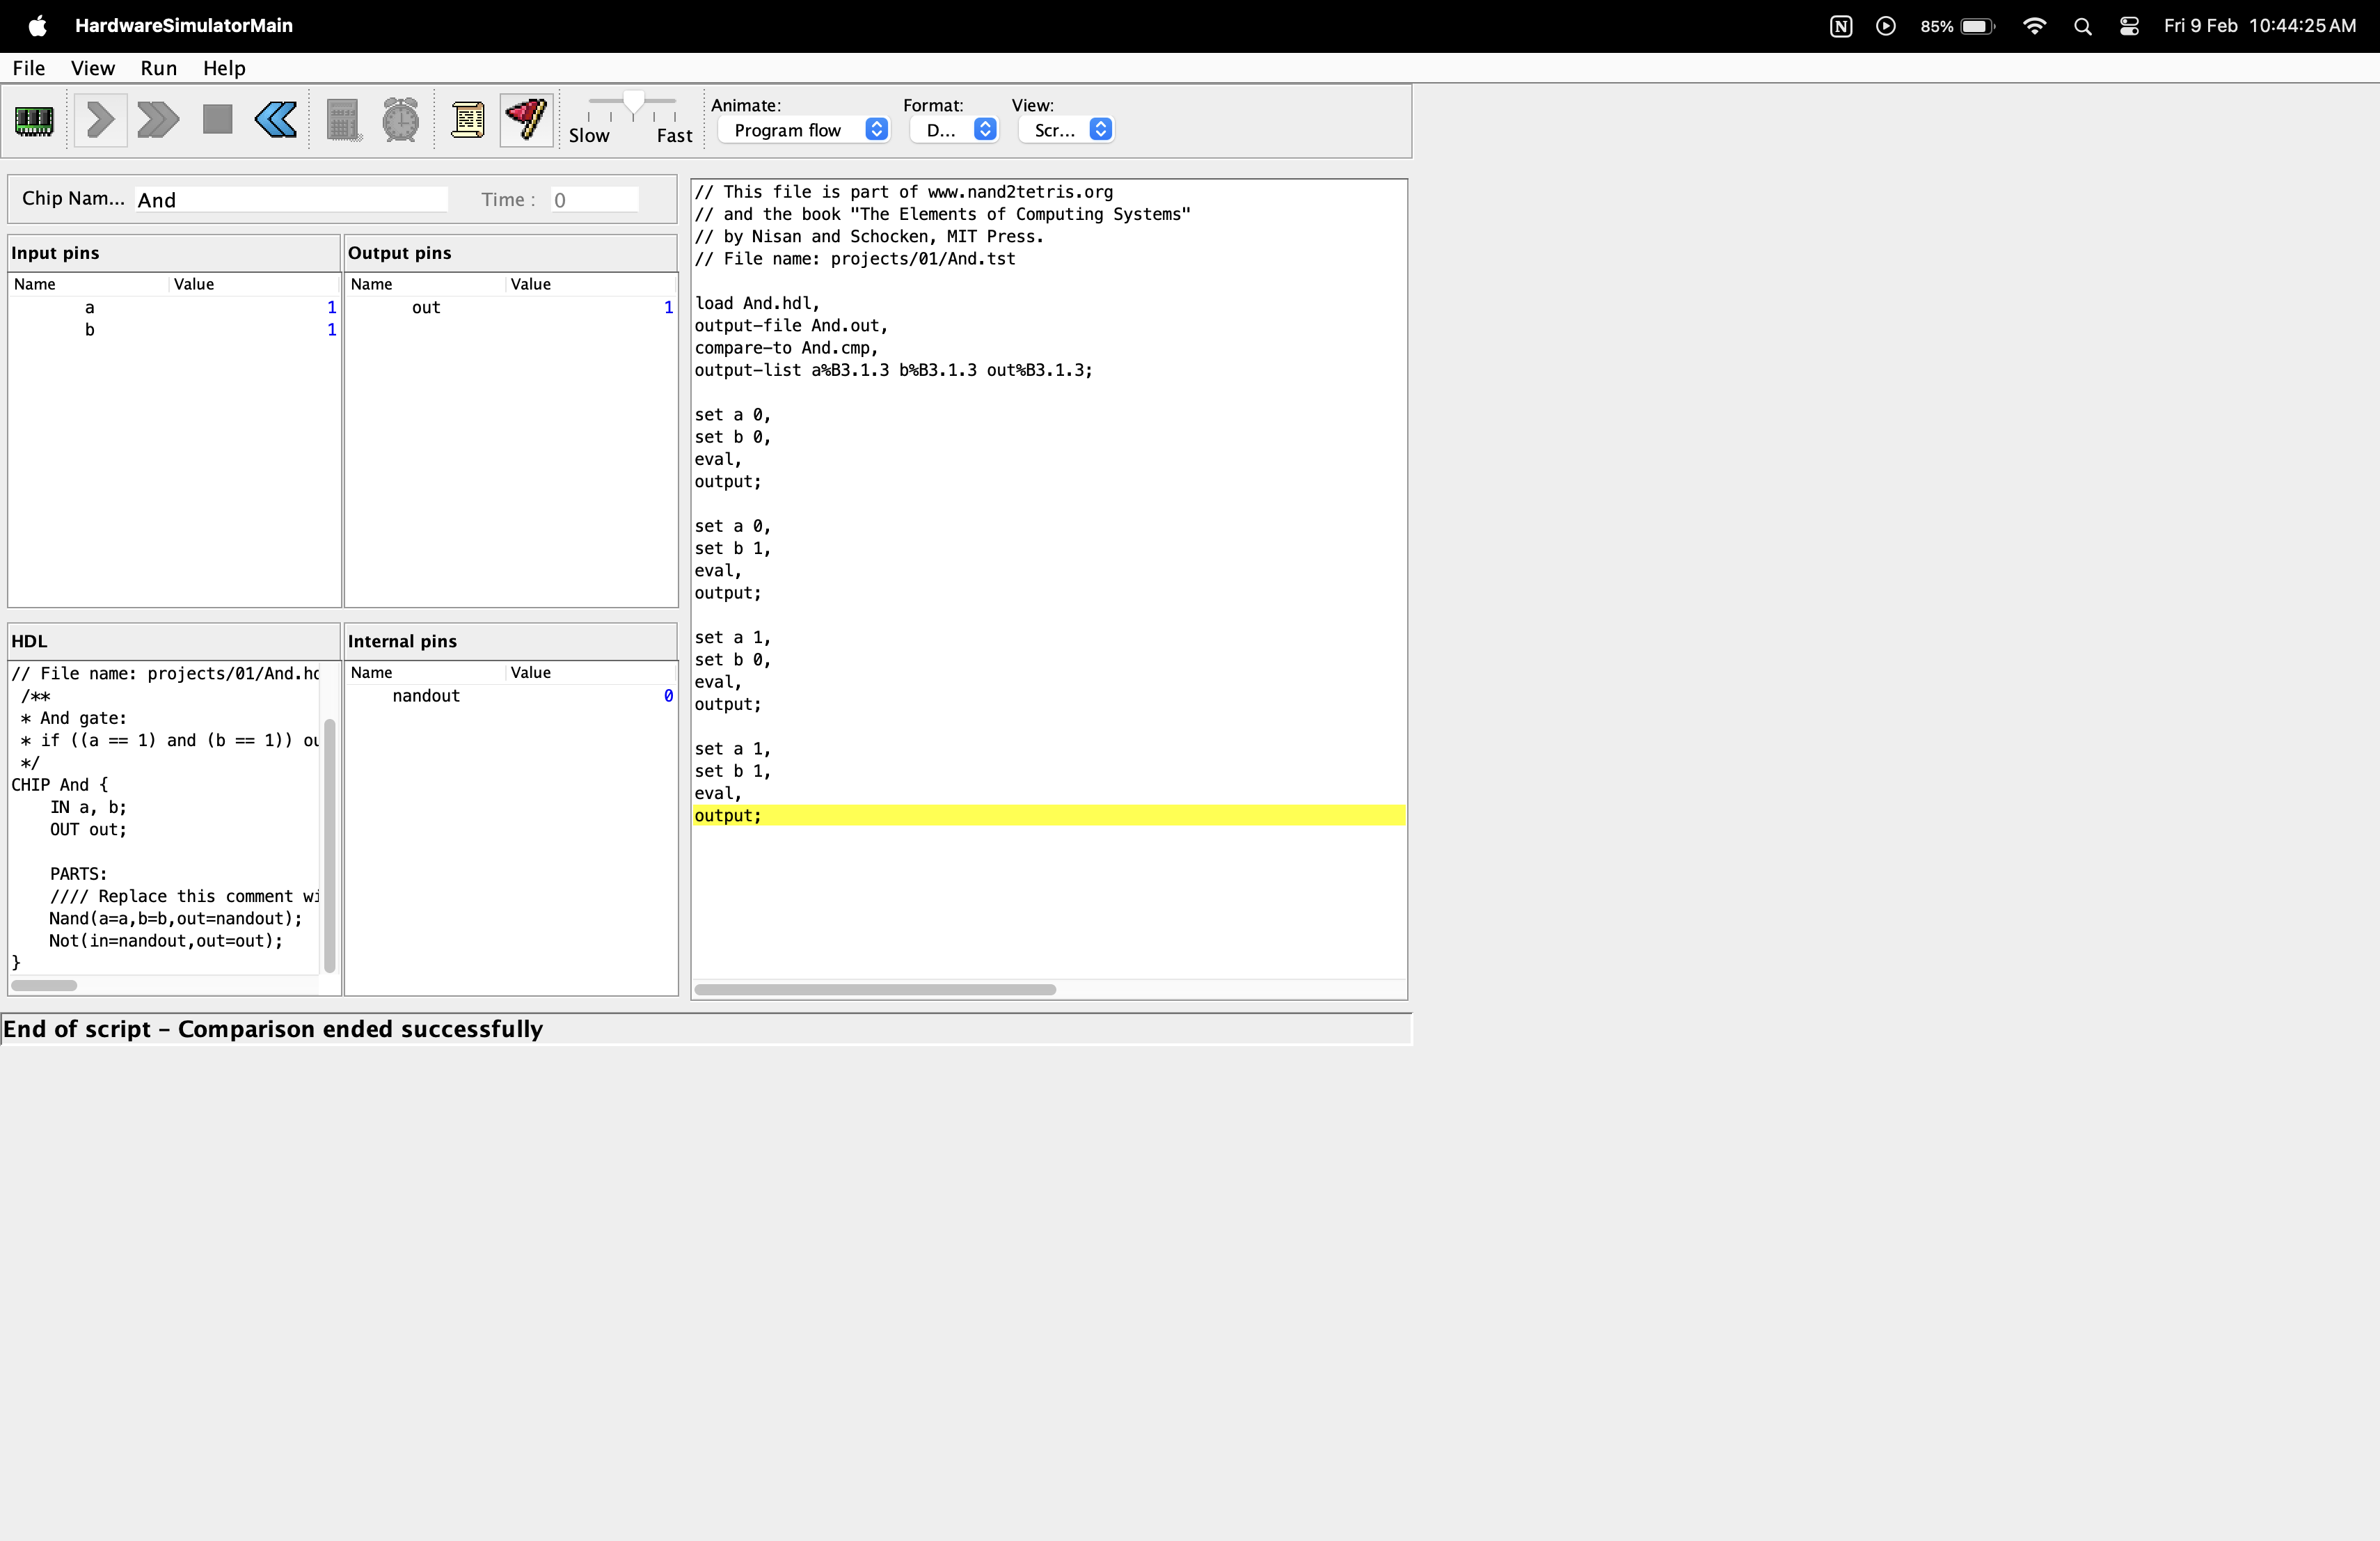 HardwareSimulatorMain
85%
Fri 9 Feb 10:44:25 AM
File View Run Help
Slow Fast
Animate:
Program flow
Format:
D...
View:
Scr...
Chip Nam... And
Time : 0
Input pins
Name Value
a 1
b 1
Output pins
Name Value
out 1
HDL
// File name: projects/01/And.hd
/**
* And gate:
* if ((a == 1) and (b == 1)) ou
*/
CHIP And {
IN a, b;
OUT out;
PARTS:
//// Replace this comment wi
Nand(a=a,b=b,out=nandout);
Not(in=nandout,out=out);
}
Internal pins
Name Value
nandout 0
// This file is part of www.nand2tetris.org
// and the book "The Elements of Computing Systems"
// by Nisan and Schocken, MIT Press.
// File name: projects/01/And.tst
load And.hdl,
output-file And.out,
compare-to And.cmp,
output-list a%B3.1.3 b%B3.1.3 out%B3.1.3;
set a 0,
set b 0,
eval,
output;
set a 0,
set b 1,
eval,
output;
set a 1,
set b 0,
eval,
output;
set a 1,
set b 1,
eval,
output;
End of script - Comparison ended successfully